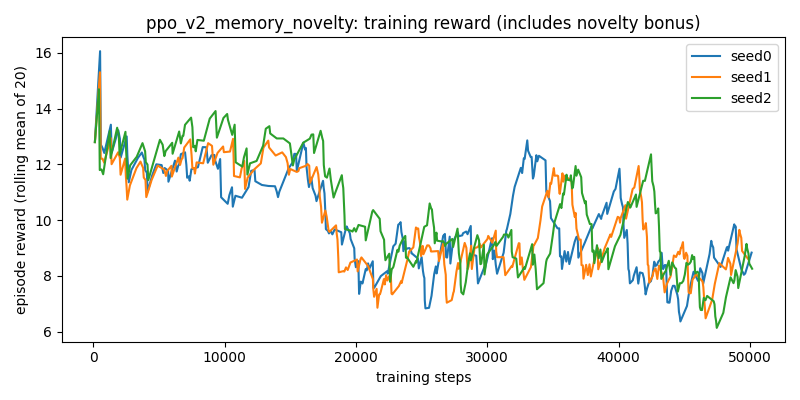 ppo_v2_memory_novelty: training reward (includes novelty bonus)
episode reward (rolling mean of 20)
16
14
12
10
8
6
seed0
seed1
seed2
0
10000
20000
30000
40000
50000
training steps